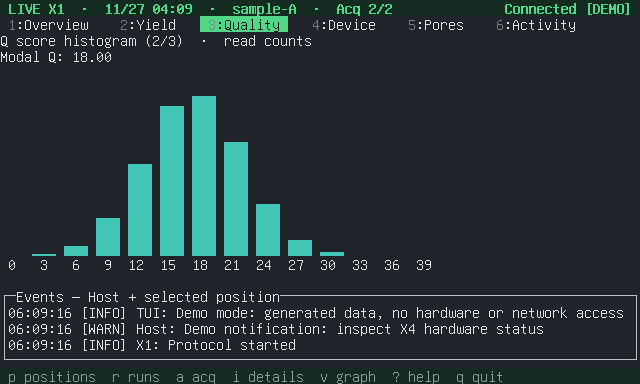 LIVE X1 · 11/27 04:09 · sample-A · Acq 2/2 Connected [DEMO]
1:Overview 2:Yield 3:Quality 4:Device 5:Pores 6:Activity
Q score histogram (2/3) · read counts
Modal Q: 18.00
0 3 6 9 12 15 18 21 24 27 30 33 36 39
Events — Host + selected position
06:09:16 [INFO] TUI: Demo mode: generated data, no hardware or network access
06:09:16 [WARN] Host: Demo notification: inspect X4 hardware status
06:09:16 [INFO] X1: Protocol started
p positions r runs a acq i details v graph ? help q quit